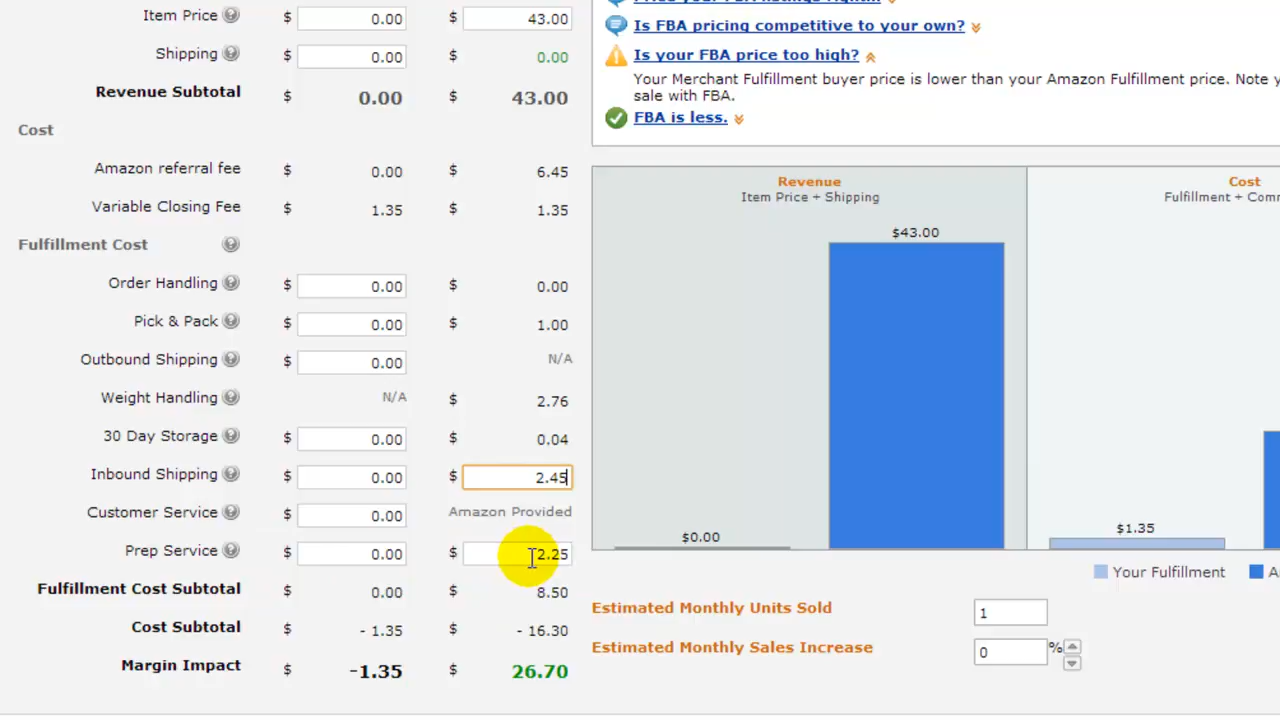 Item Price $ 0.00 $ 43.00
Shipping $ 0.00 $ 0.00
Revenue Subtotal $ 0.00 $ 43.00
Cost
Amazon referral fee $ 0.00 $ 6.45
Variable Closing Fee $ 1.35 $ 1.35
Fulfillment Cost
Order Handling $ 0.00 $ 0.00
Pick & Pack $ 0.00 $ 1.00
Outbound Shipping $ 0.00 N/A
Weight Handling N/A $ 2.76
30 Day Storage $ 0.00 $ 0.04
Inbound Shipping $ 0.00 $ 2.45
Customer Service $ 0.00 Amazon Provided
Prep Service $ 0.00 $ 2.25
Fulfillment Cost Subtotal $ 0.00 $ 8.50
Cost Subtotal $ - 1.35 $ - 16.30
Margin Impact $ -1.35 $ 26.70
Is FBA pricing competitive to your own?
Is your FBA price too high?
Your Merchant Fulfillment buyer price is lower than your Amazon Fulfillment price. Note
sale with FBA.
FBA is less.
Revenue
Item Price + Shipping
$43.00
$0.00
Cost
Fulfillment + Com
$1.35
Your Fulfillment
Estimated Monthly Units Sold 1
Estimated Monthly Sales Increase 0 %